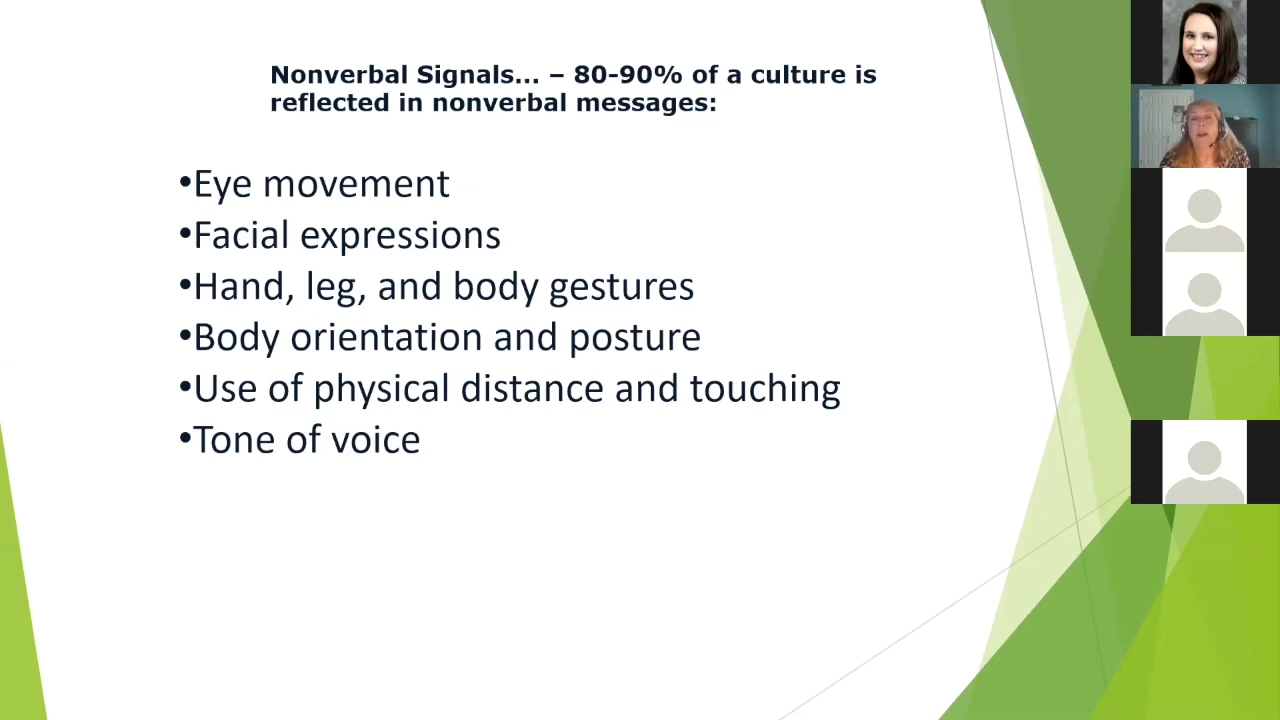 Nonverbal Signals... – 80-90% of a culture is
reflected in nonverbal messages:
•Eye movement
•Facial expressions
•Hand, leg, and body gestures
•Body orientation and posture
•Use of physical distance and touching
•Tone of voice